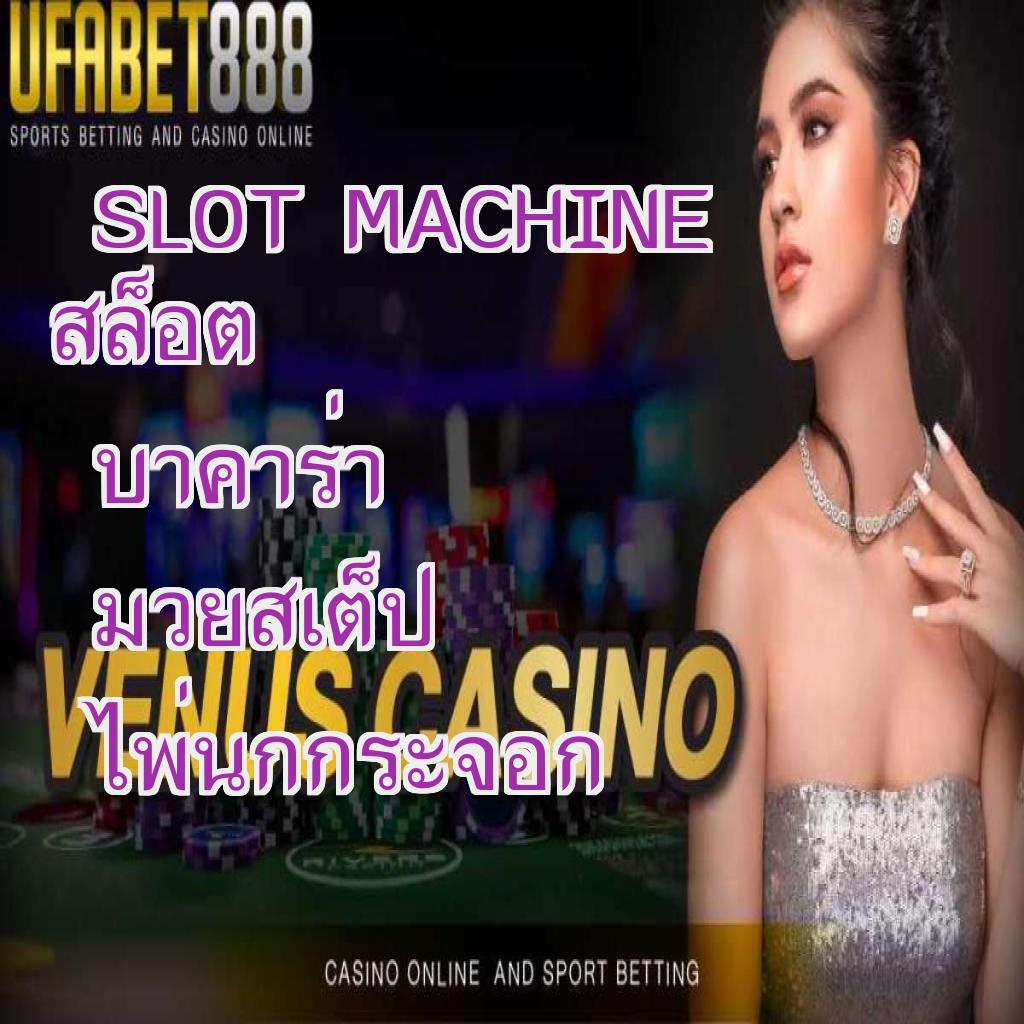 UFABET888
SPORTS BETTING AND CASINO ONLINE
SLOT MACHINE
สล็อต
บาคาร่า
มวยสเต็ป
VENUS CASINO
ไพ่นกกระจอก
CASINO ONLINE AND SPORT BETTING